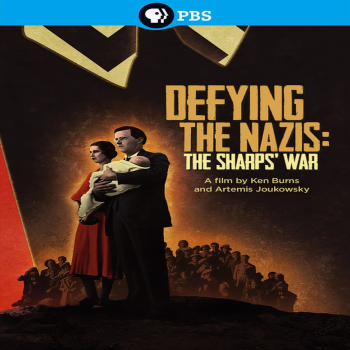 PBS
DEFYING
THE NAZIS:
THE SHARPS' WAR
A film by Ken Burns
and Artemis Joukowsky